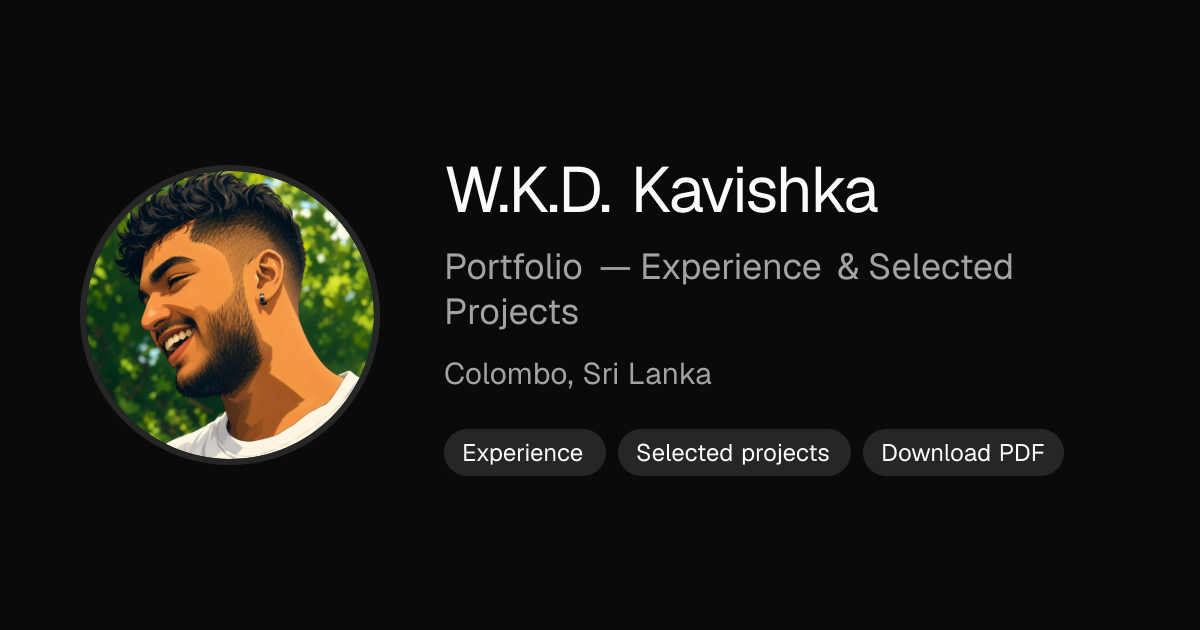 W.K.D. Kavishka
Portfolio — Experience & Selected
Projects
Colombo, Sri Lanka
Experience
Selected projects
Download PDF